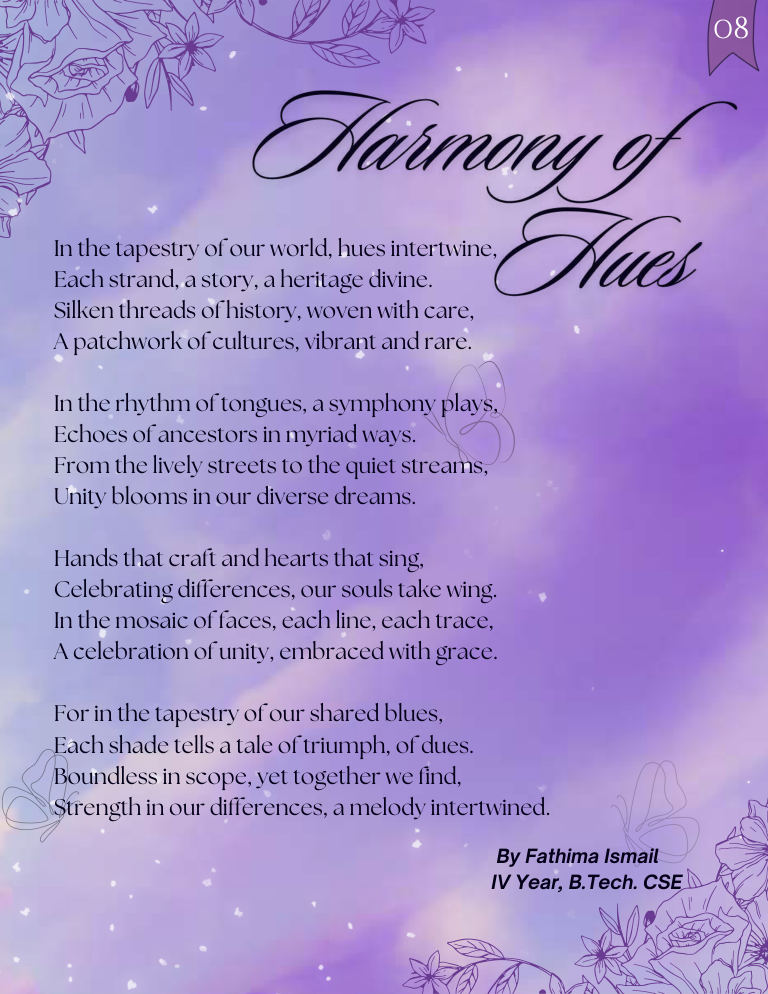 08
Harmony of
Hues
In the tapestry of our world, hues intertwine,
Each strand, a story, a heritage divine.
Silken threads of history, woven with care,
A patchwork of cultures, vibrant and rare.
In the rhythm of tongues, a symphony plays,
Echoes of ancestors in myriad ways.
From the lively streets to the quiet streams,
Unity blooms in our diverse dreams.
Hands that craft and hearts that sing,
Celebrating differences, our souls take wing.
In the mosaic of faces, each line, each trace,
A celebration of unity, embraced with grace.
For in the tapestry of our shared blues,
Each shade tells a tale of triumph, of dues.
Boundless in scope, yet together we find,
Strength in our differences, a melody intertwined.
By Fathima Ismail
IV Year, B.Tech. CSE